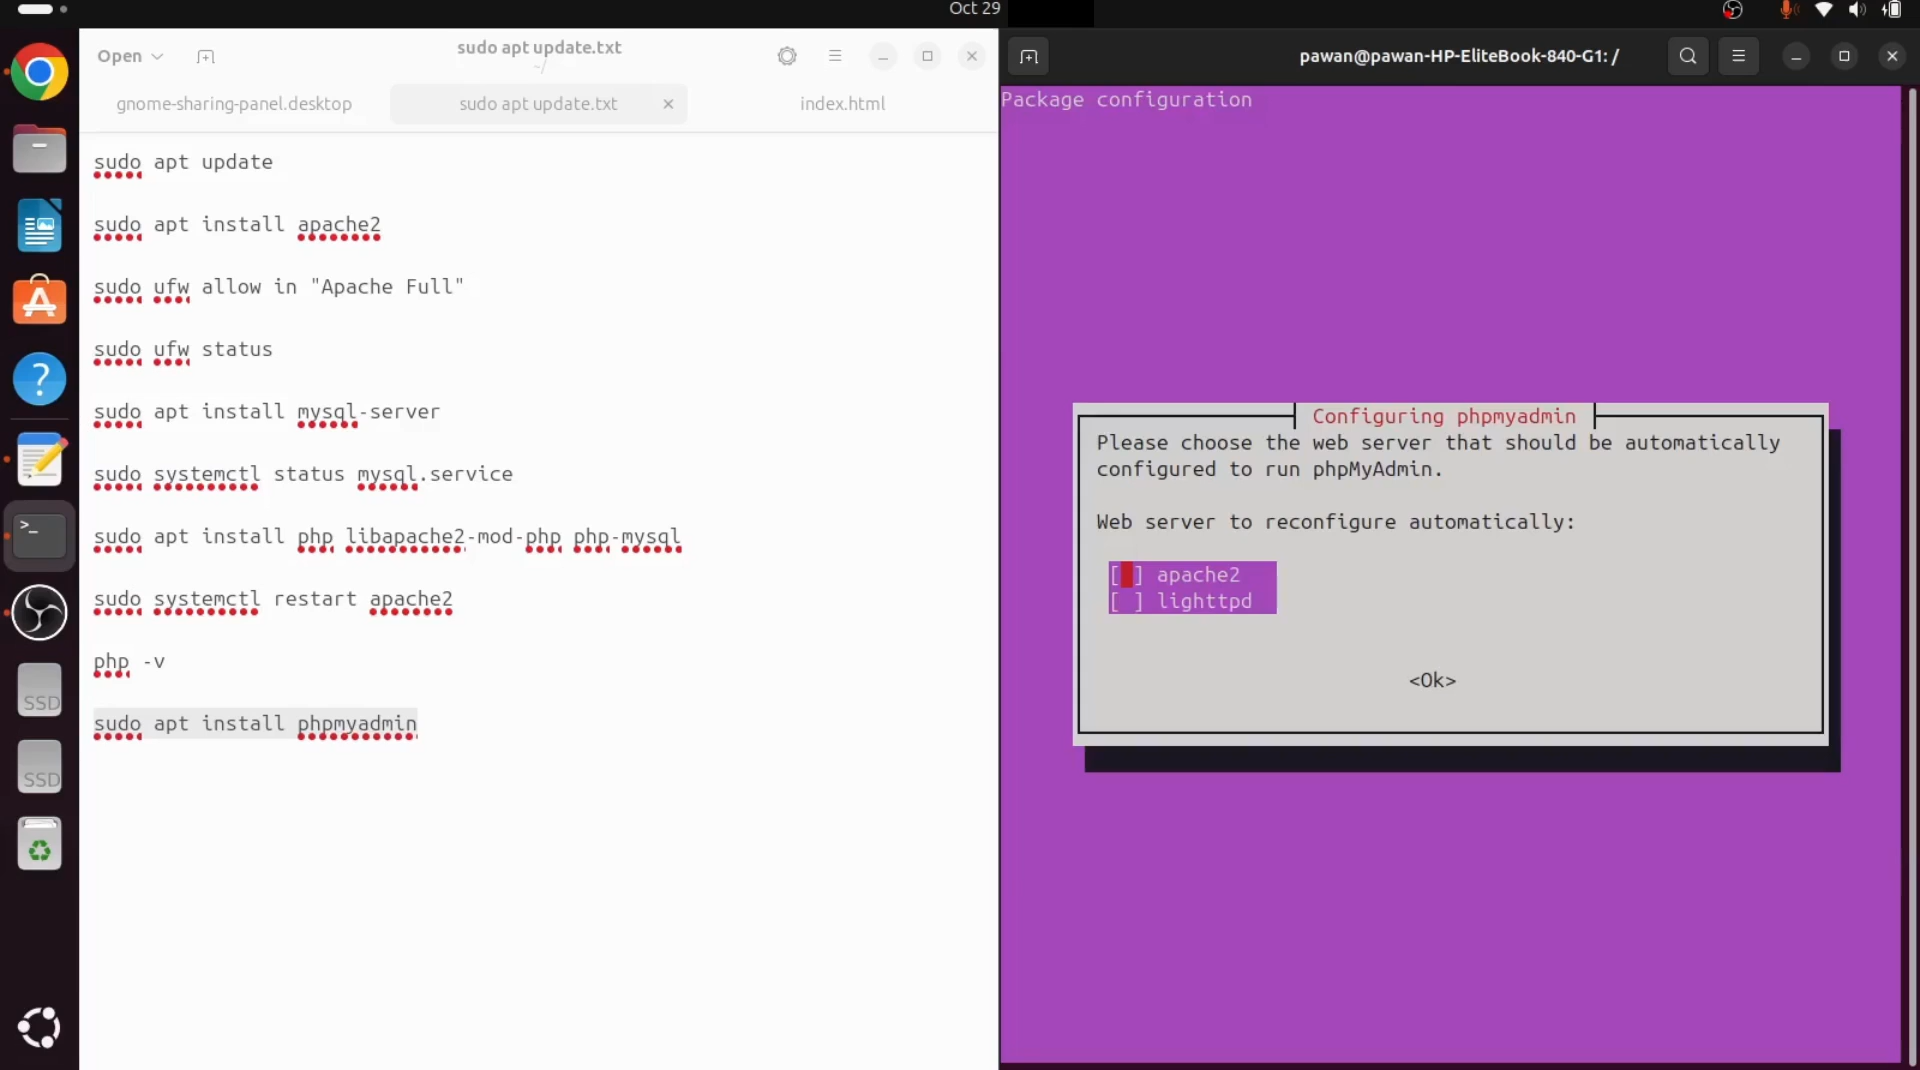 Oct 29
Open
sudo apt update.txt
~/
gnome-sharing-panel.desktop
sudo apt update.txt
index.html
sudo apt update
sudo apt install apache2
sudo ufw allow in "Apache Full"
sudo ufw status
sudo apt install mysql-server
sudo systemctl status mysql.service
sudo apt install php libapache2-mod-php php-mysql
sudo systemctl restart apache2
php -v
sudo apt install phpmyadmin
SSD
SSD
pawan@pawan-HP-EliteBook-840-G1: /
Package configuration
Configuring phpmyadmin
Please choose the web server that should be automatically
configured to run phpMyAdmin.
Web server to reconfigure automatically:
[ ] apache2
[ ] lighttpd
<Ok>